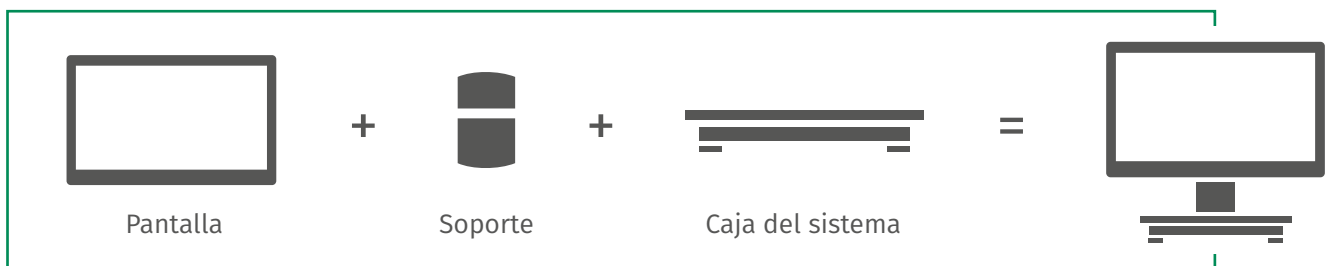 + + =
Pantalla Soporte Caja del sistema